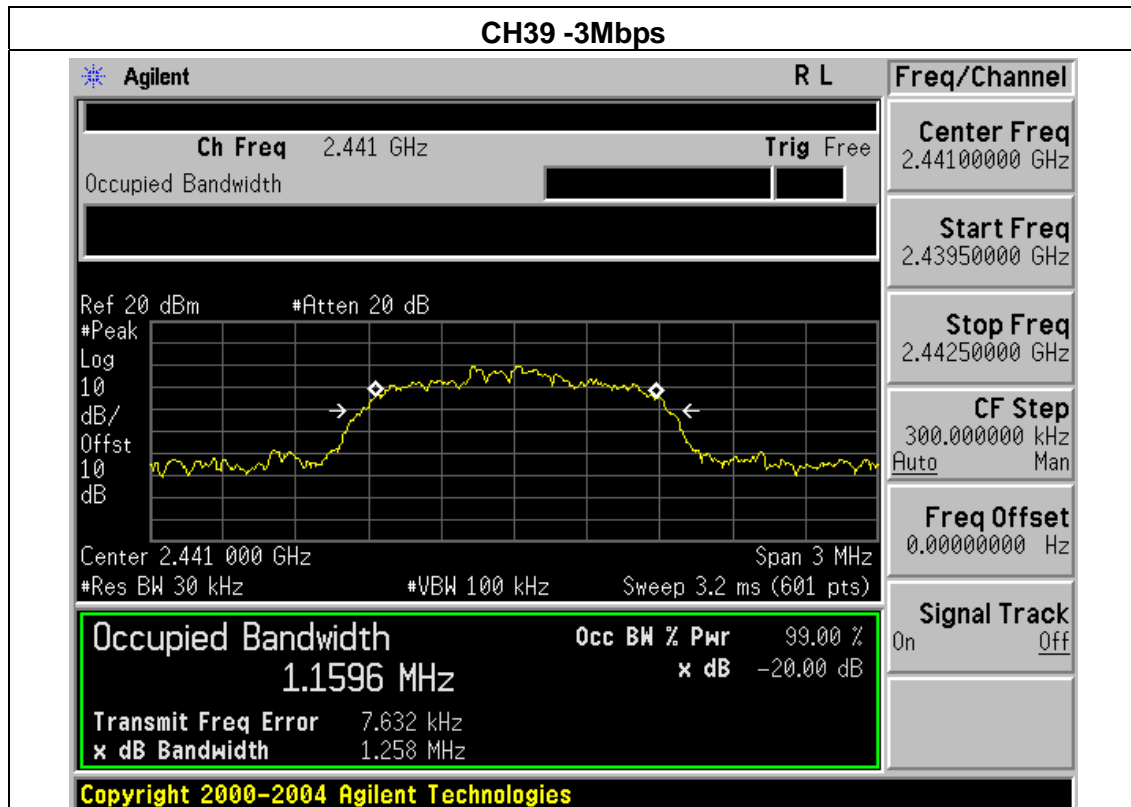 CH39 -3Mbps
Agilent R L Freq/Channel
Ch Freq 2.441 GHz Trig Free
Occupied Bandwidth
Center Freq
2.44100000 GHz
Start Freq
2.43950000 GHz
Stop Freq
2.44250000 GHz
CF Step
300.000000 kHz
Auto Man
Freq Offset
0.00000000 Hz
Signal Track
On Off
Ref 20 dBm #Atten 20 dB
#Peak
Log
10
dB/
Offst
10
dB
Center 2.441 000 GHz Span 3 MHz
#Res BW 30 kHz #VBW 100 kHz Sweep 3.2 ms (601 pts)
Occupied Bandwidth Occ BW % Pwr 99.00 %
1.1596 MHz x dB -20.00 dB
Transmit Freq Error 7.632 kHz
x dB Bandwidth 1.258 MHz
Copyright 2000-2004 Agilent Technologies